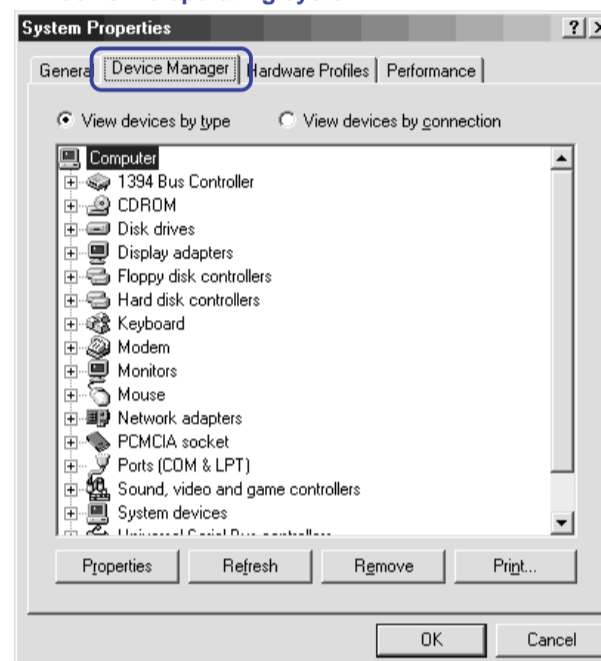 System Properties
General Device Manager Hardware Profiles Performance
View devices by type View devices by connection
Computer
1394 Bus Controller
CDROM
Disk drives
Display adapters
Floppy disk controllers
Hard disk controllers
Keyboard
Modem
Monitors
Mouse
Network adapters
PCMCIA socket
Ports (COM & LPT)
Sound, video and game controllers
System devices
Properties Refresh Remove Print...
OK Cancel